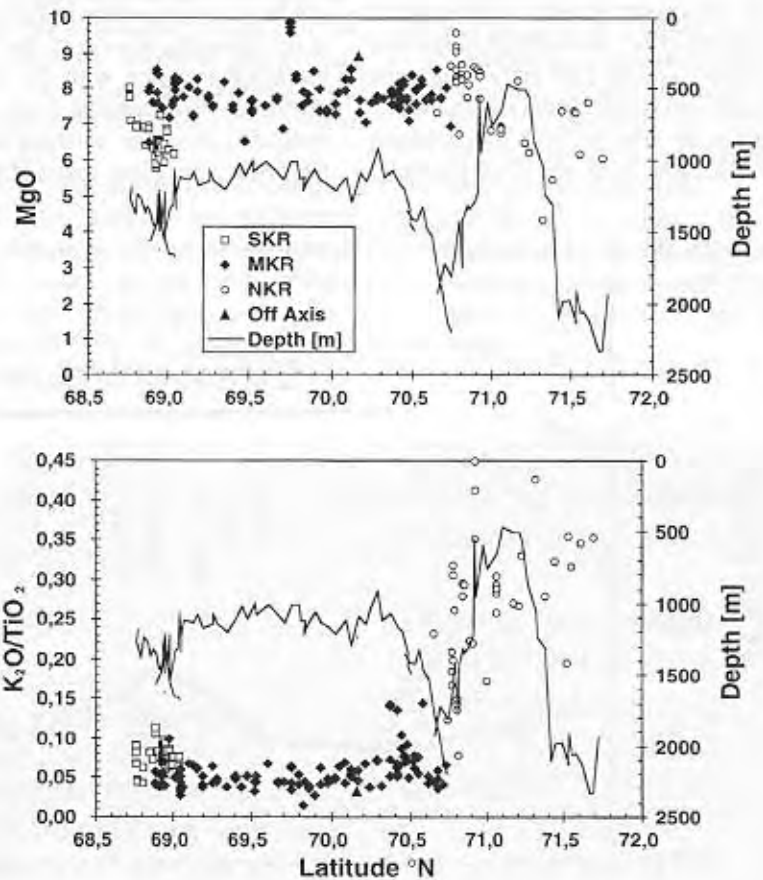 10
9
8
7
6
5
4
3
2
1
0
MgO
0
500
1000
1500
2000
2500
Depth [m]
SKR
MKR
NKR
Off Axis
Depth [m]
68,5 69,0 69,5 70,0 70,5 71,0 71,5 72,0
0,45
0,40
0,35
0,30
0,25
0,20
0,15
0,10
0,05
0,00
K₂O/TiO₂
0
500
1000
1500
2000
2500
Depth [m]
68,5 69,0 69,5 70,0 70,5 71,0 71,5 72,0
Latitude °N